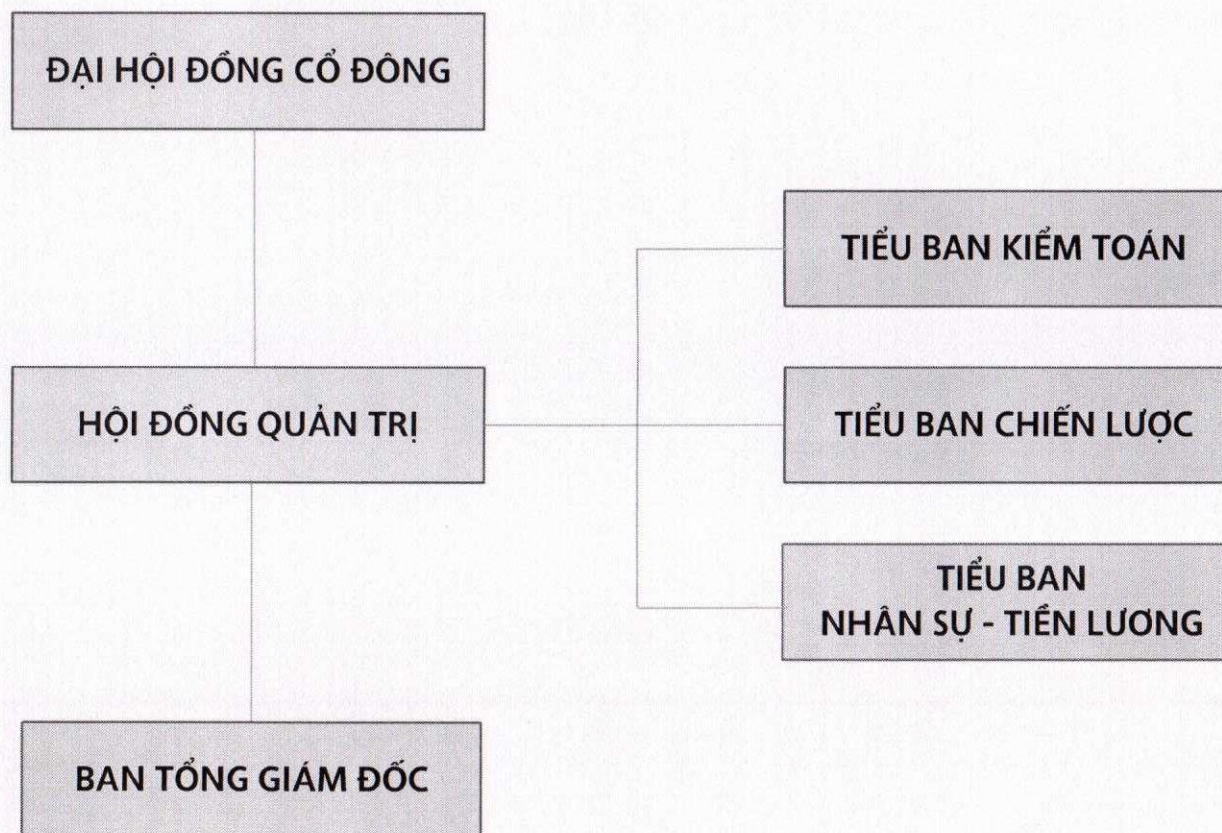 ĐẠI HỘI ĐỒNG CỔ ĐÔNG
TIỂU BAN KIỂM TOÁN
HỘI ĐỒNG QUẢN TRỊ
TIỂU BAN CHIẾN LƯỢC
TIỂU BAN
NHÂN SỰ - TIỀN LƯƠNG
BAN TỔNG GIÁM ĐỐC